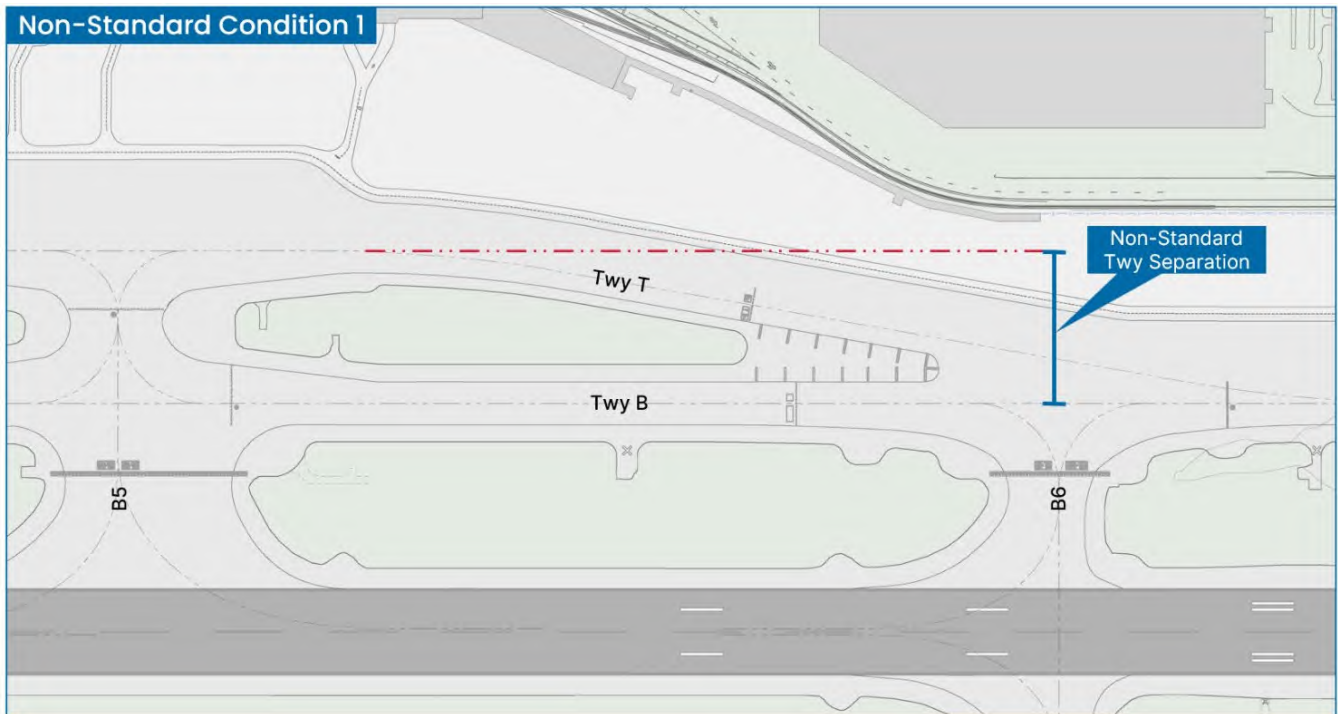 Non-Standard Condition 1
Non-Standard
Twy Separation
Twy T
Twy B
B5
B6